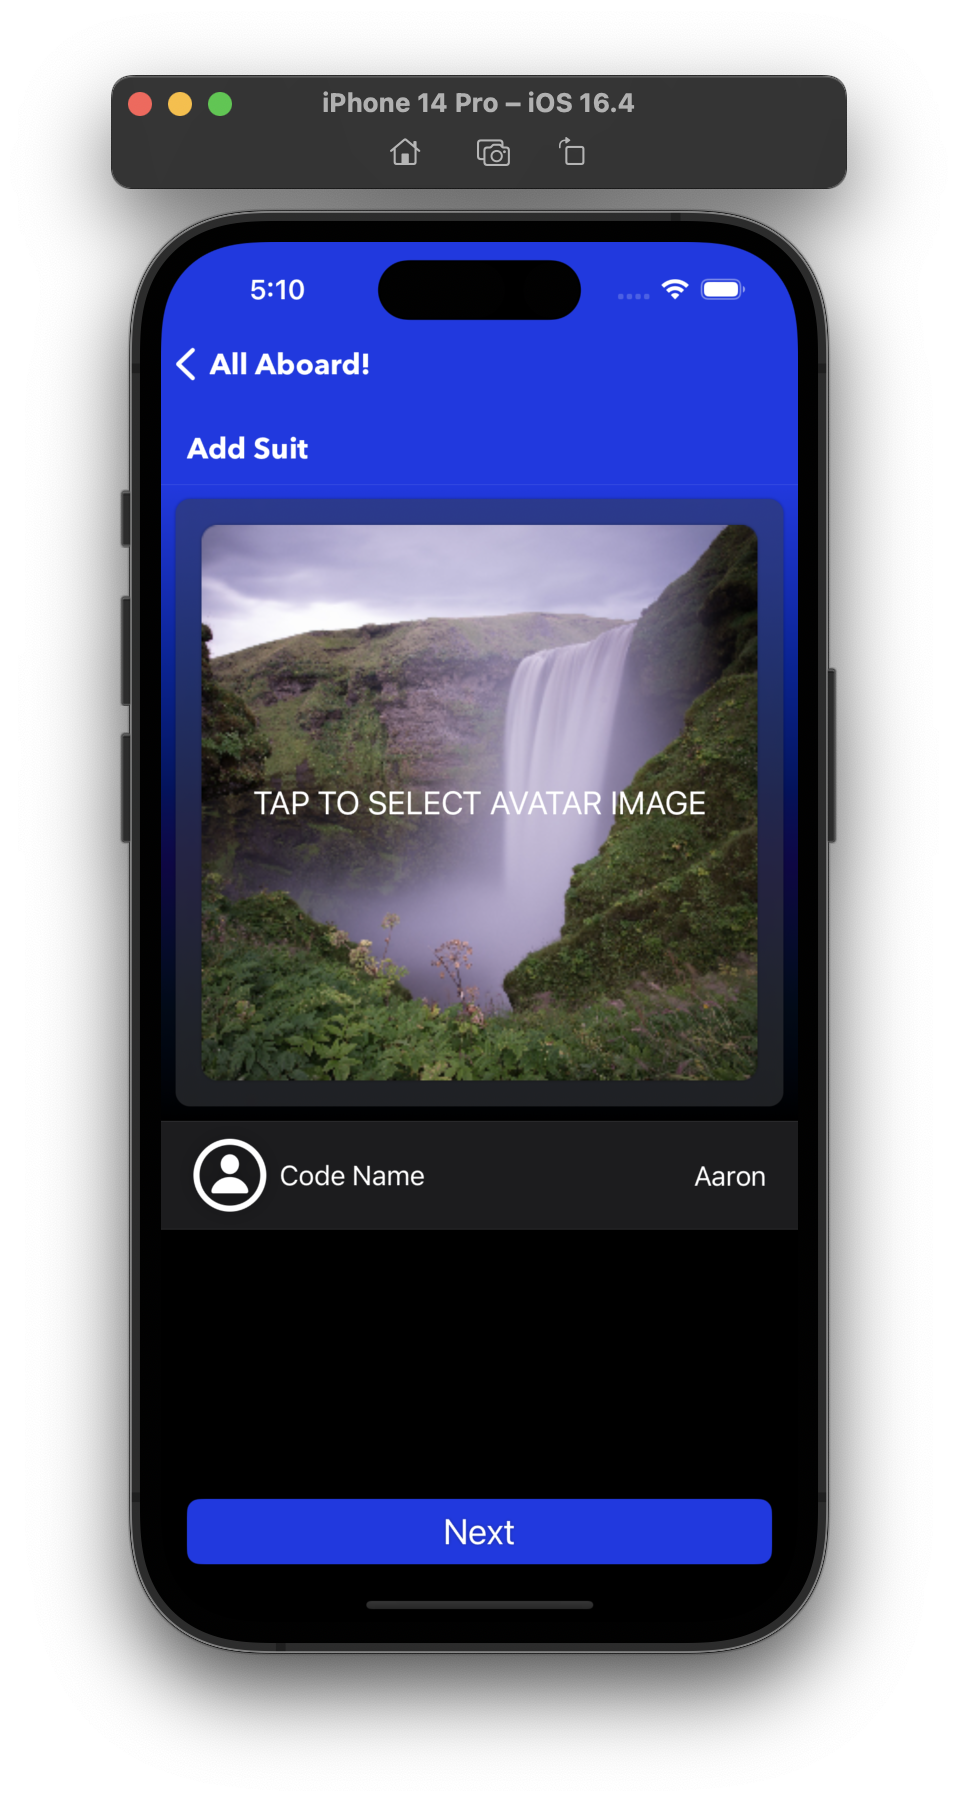 iPhone 14 Pro – iOS 16.4
5:10
All Aboard!
Add Suit
TAP TO SELECT AVATAR IMAGE
Code Name
Aaron
Next